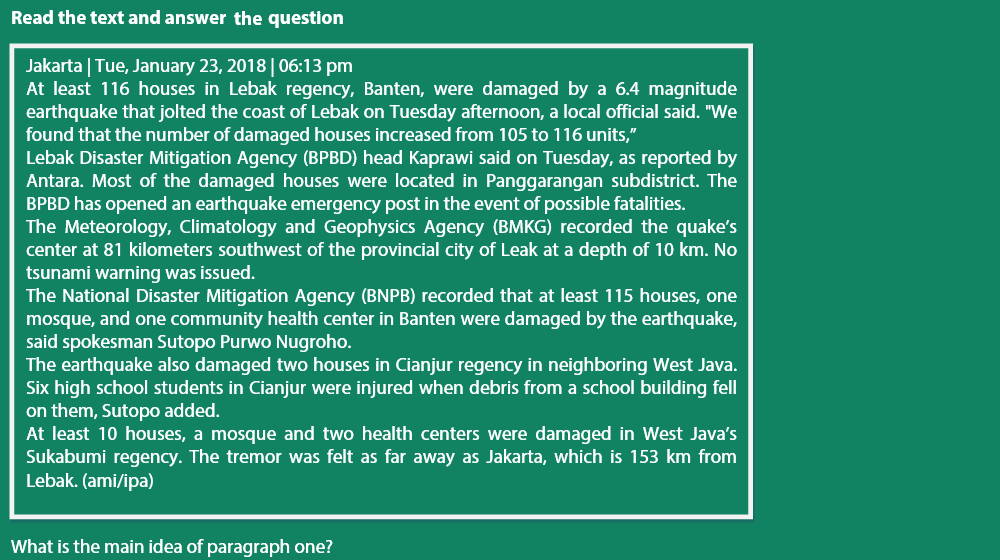 Read the text and answer the question
Jakarta | Tue, January 23, 2018 | 06:13 pm
At least 116 houses in Lebak regency, Banten, were damaged by a 6.4 magnitude
earthquake that jolted the coast of Lebak on Tuesday afternoon, a local official said. "We
found that the number of damaged houses increased from 105 to 116 units,”
Lebak Disaster Mitigation Agency (BPBD) head Kaprawi said on Tuesday, as reported by
Antara. Most of the damaged houses were located in Panggarangan subdistrict. The
BPBD has opened an earthquake emergency post in the event of possible fatalities.
The Meteorology, Climatology and Geophysics Agency (BMKG) recorded the quake’s
center at 81 kilometers southwest of the provincial city of Leak at a depth of 10 km. No
tsunami warning was issued.
The National Disaster Mitigation Agency (BNPB) recorded that at least 115 houses, one
mosque, and one community health center in Banten were damaged by the earthquake,
said spokesman Sutopo Purwo Nugroho.
The earthquake also damaged two houses in Cianjur regency in neighboring West Java.
Six high school students in Cianjur were injured when debris from a school building fell
on them, Sutopo added.
At least 10 houses, a mosque and two health centers were damaged in West Java’s
Sukabumi regency. The tremor was felt as far away as Jakarta, which is 153 km from
Lebak. (ami/ipa)
What is the main idea of paragraph one?